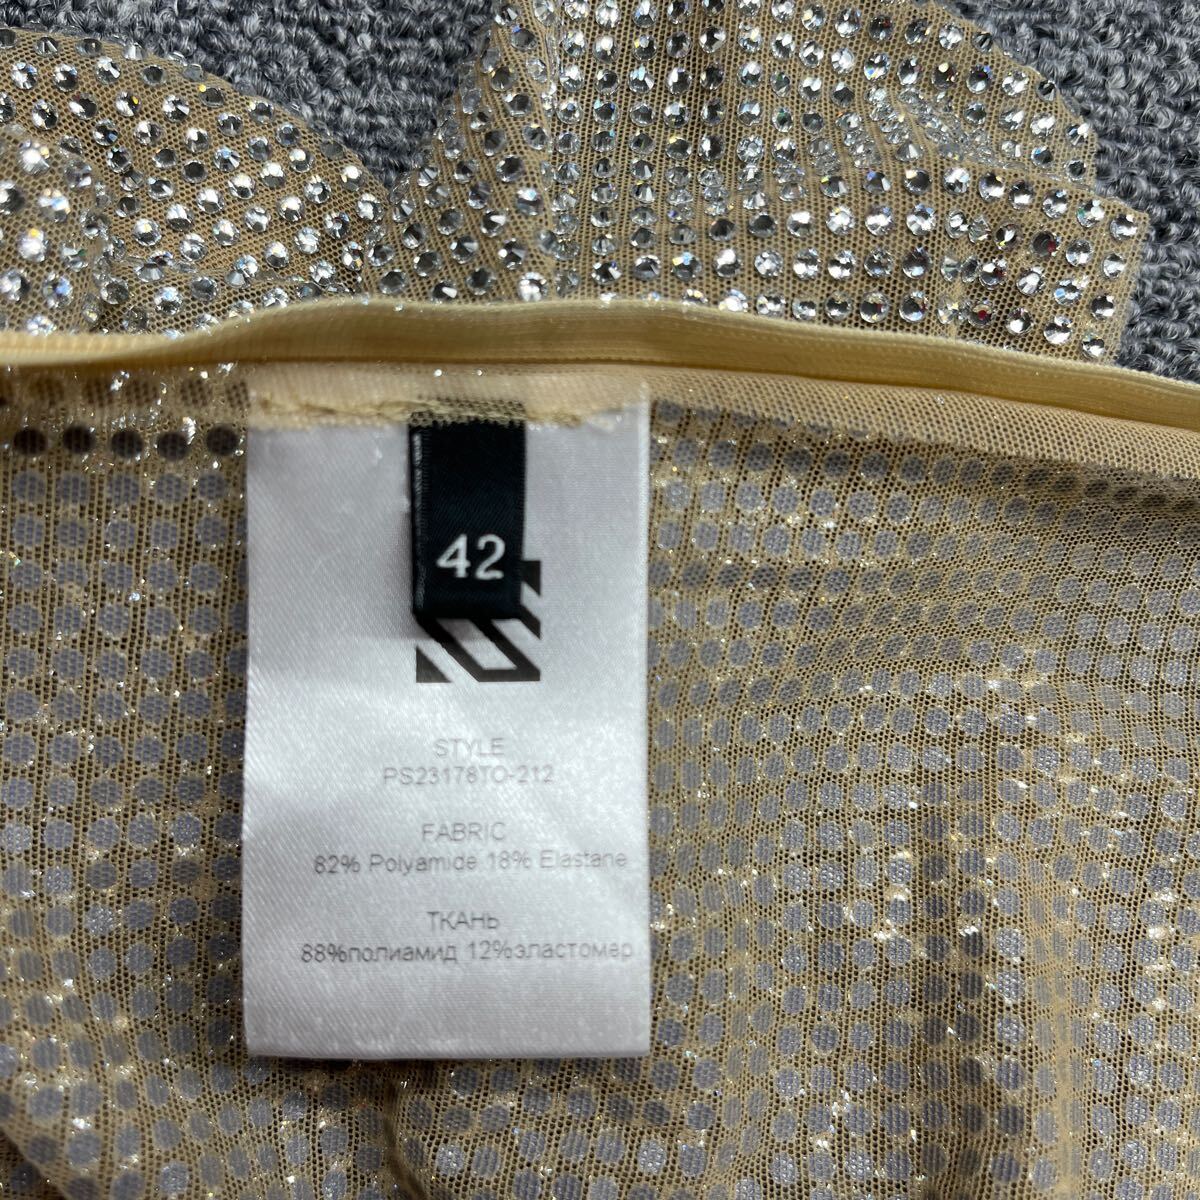 42
STYLE
PS23178TO-212
FABRIC
82% Polyamide 18% Elastane
ТКАНЬ
88%полиамид 12%эластомер